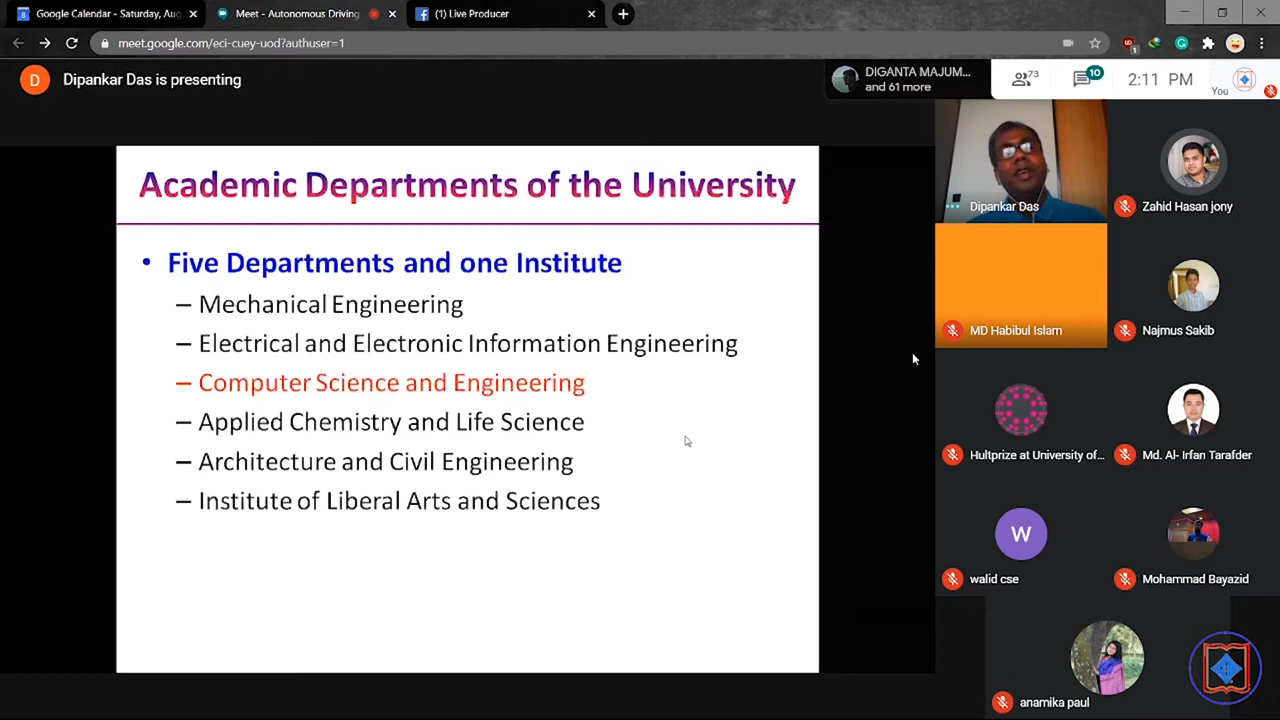 Google Calendar - Saturday, Aug
Meet - Autonomous Driving
(1) Live Producer
meet.google.com/eci-cuey-uod?authuser=1
1
D
Dipankar Das is presenting
DIGANTA MAJUM...
and 61 more
73
10
2:11 PM
You
Academic Departments of the University
• Five Departments and one Institute
– Mechanical Engineering
– Electrical and Electronic Information Engineering
– Computer Science and Engineering
– Applied Chemistry and Life Science
– Architecture and Civil Engineering
– Institute of Liberal Arts and Sciences
Dipankar Das
Zahid Hasan jony
MD Habibul Islam
Najmus Sakib
Hultprize at University of...
Md. Al- Irfan Tarafder
W
walid cse
Mohammad Bayazid
anamika paul